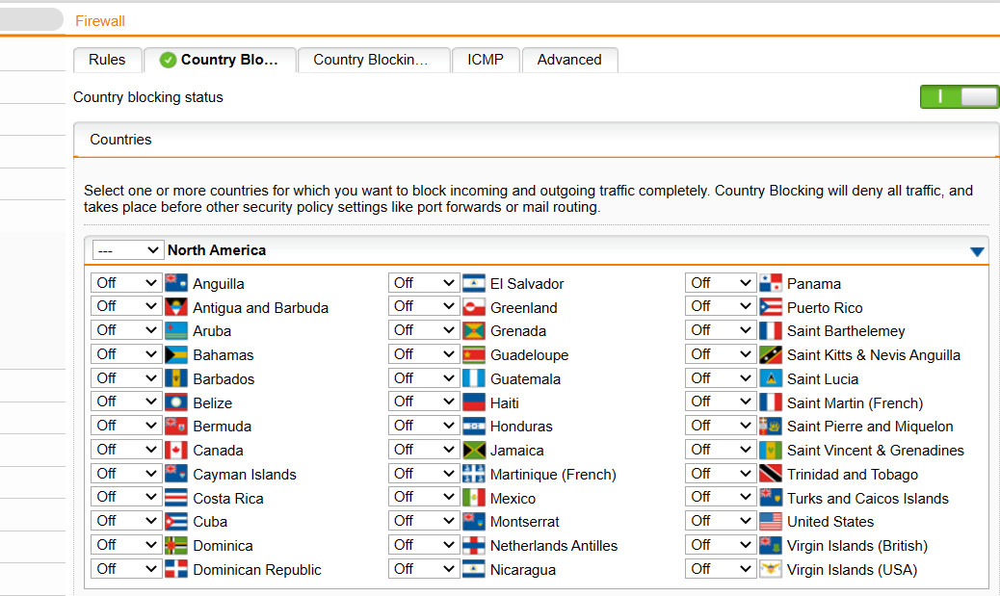 Firewall
Rules Country Blo... Country Blockin... ICMP Advanced
Country blocking status
Countries
Select one or more countries for which you want to block incoming and outgoing traffic completely. Country Blocking will deny all traffic, and
takes place before other security policy settings like port forwards or mail routing.
--- North America
Off Anguilla Off El Salvador Off Panama
Off Antigua and Barbuda Off Greenland Off Puerto Rico
Off Aruba Off Grenada Off Saint Barthelemey
Off Bahamas Off Guadeloupe Off Saint Kitts & Nevis Anguilla
Off Barbados Off Guatemala Off Saint Lucia
Off Belize Off Haiti Off Saint Martin (French)
Off Bermuda Off Honduras Off Saint Pierre and Miquelon
Off Canada Off Jamaica Off Saint Vincent & Grenadines
Off Cayman Islands Off Martinique (French) Off Trinidad and Tobago
Off Costa Rica Off Mexico Off Turks and Caicos Islands
Off Cuba Off Montserrat Off United States
Off Dominica Off Netherlands Antilles Off Virgin Islands (British)
Off Dominican Republic Off Nicaragua Off Virgin Islands (USA)